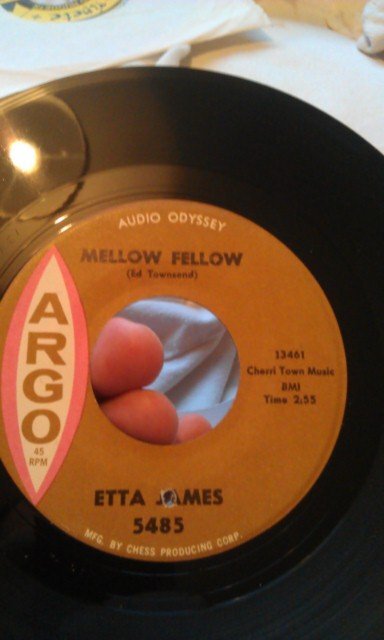 AUDIO ODYSSEY
MELLOW FELLOW
(Ed Townsend)
ARGO
45
RPM
13461
Cherri Town Music
BMI
Time 2:55
ETTA JAMES
5485
MFG. BY CHESS PRODUCING CORP.